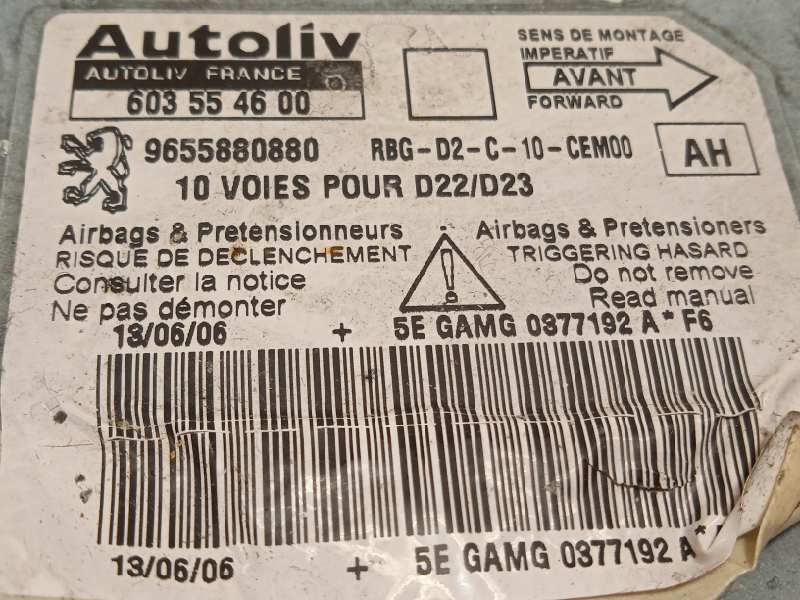 Autoliv
AUTOLIV FRANCE
603 55 46 00
SENS DE MONTAGE
IMPERATIF
AVANT
FORWARD
9655880880 RBG-D2-C-10-CEM00
AH
10 VOIES POUR D22/D23
Airbags & Pretensionneurs
RISQUE DE DECLENCHEMENT
Consulter la notice
Ne pas démonter
Airbags & Pretensioners
TRIGGERING HASARD
Do not remove
Read manual
13/06/06 + 5E GAMG 0377192 A* F6
13/06/06 + 5E GAMG 0377192 A*